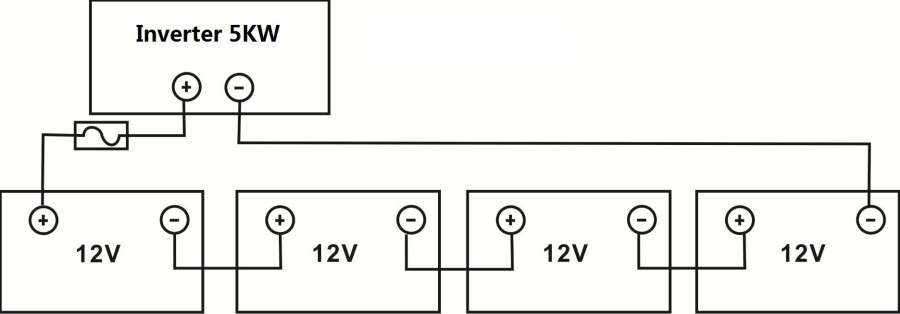 Inverter 5KW
+ −
+ − + − + − + −
12V 12V 12V 12V